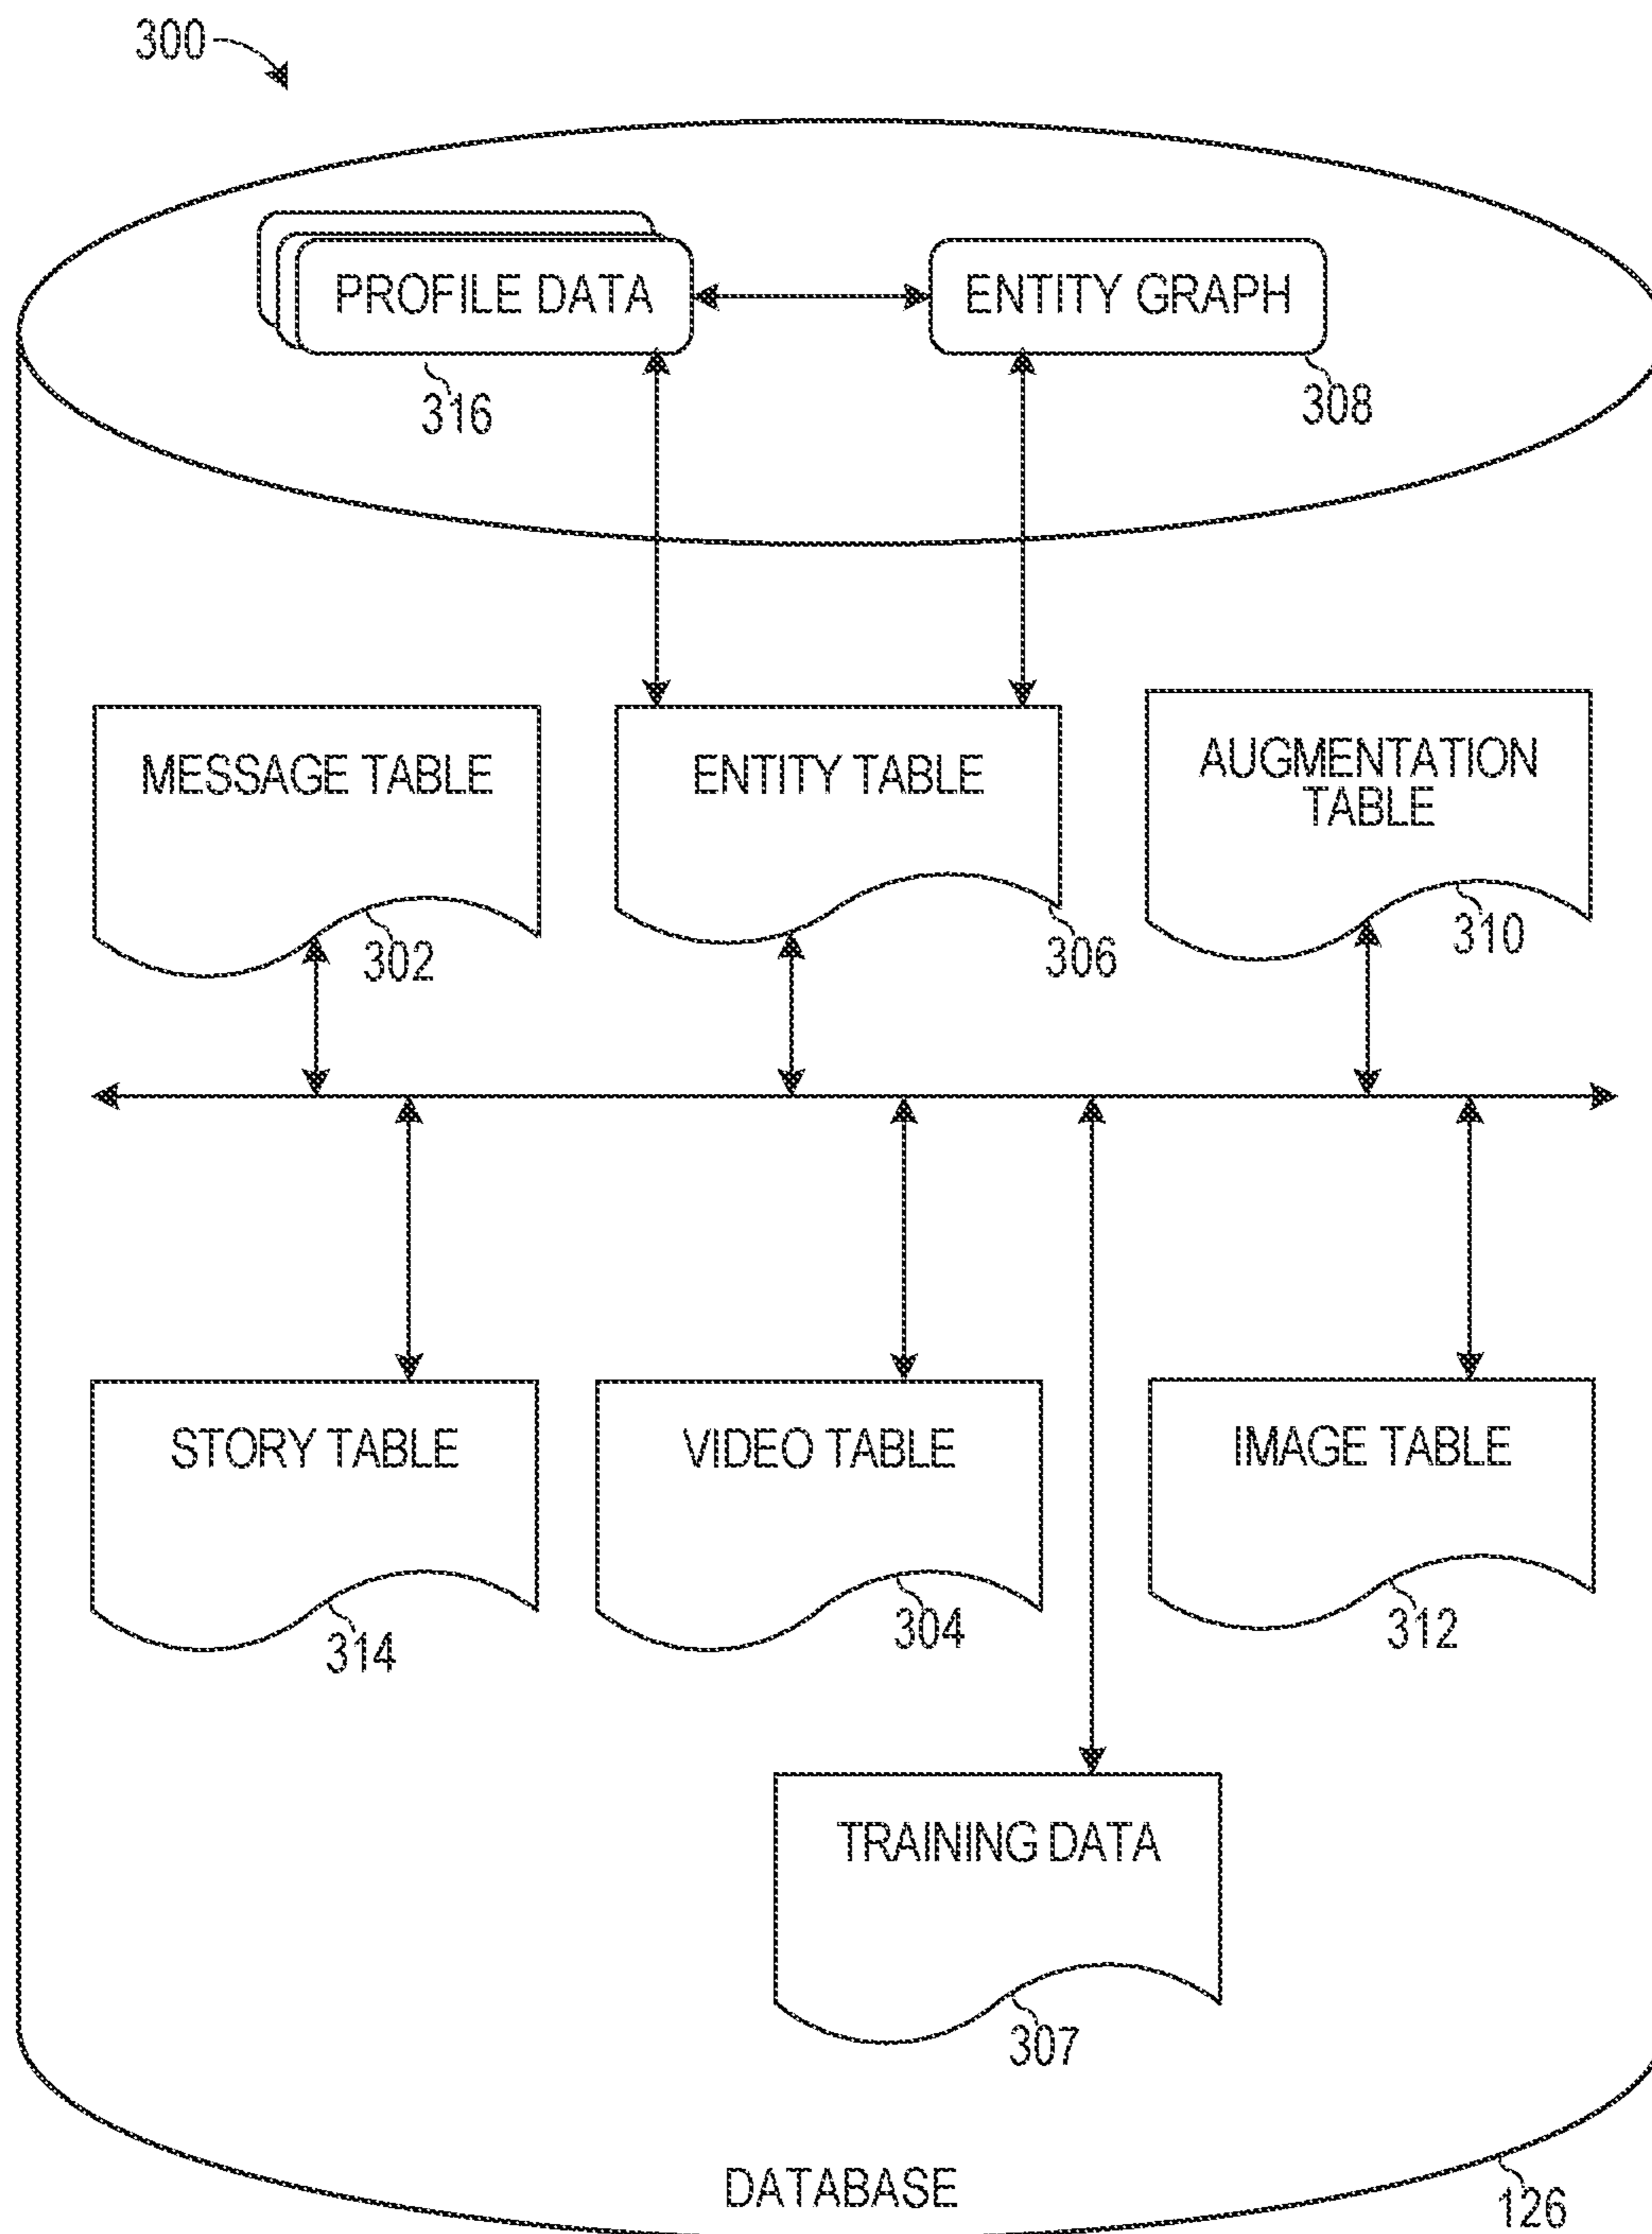 300
PROFILE DATA
ENTITY GRAPH
316
308
MESSAGE TABLE
ENTITY TABLE
AUGMENTATION
TABLE
302
306
310
STORY TABLE
VIDEO TABLE
IMAGE TABLE
314
304
312
TRAINING DATA
307
DATABASE
126